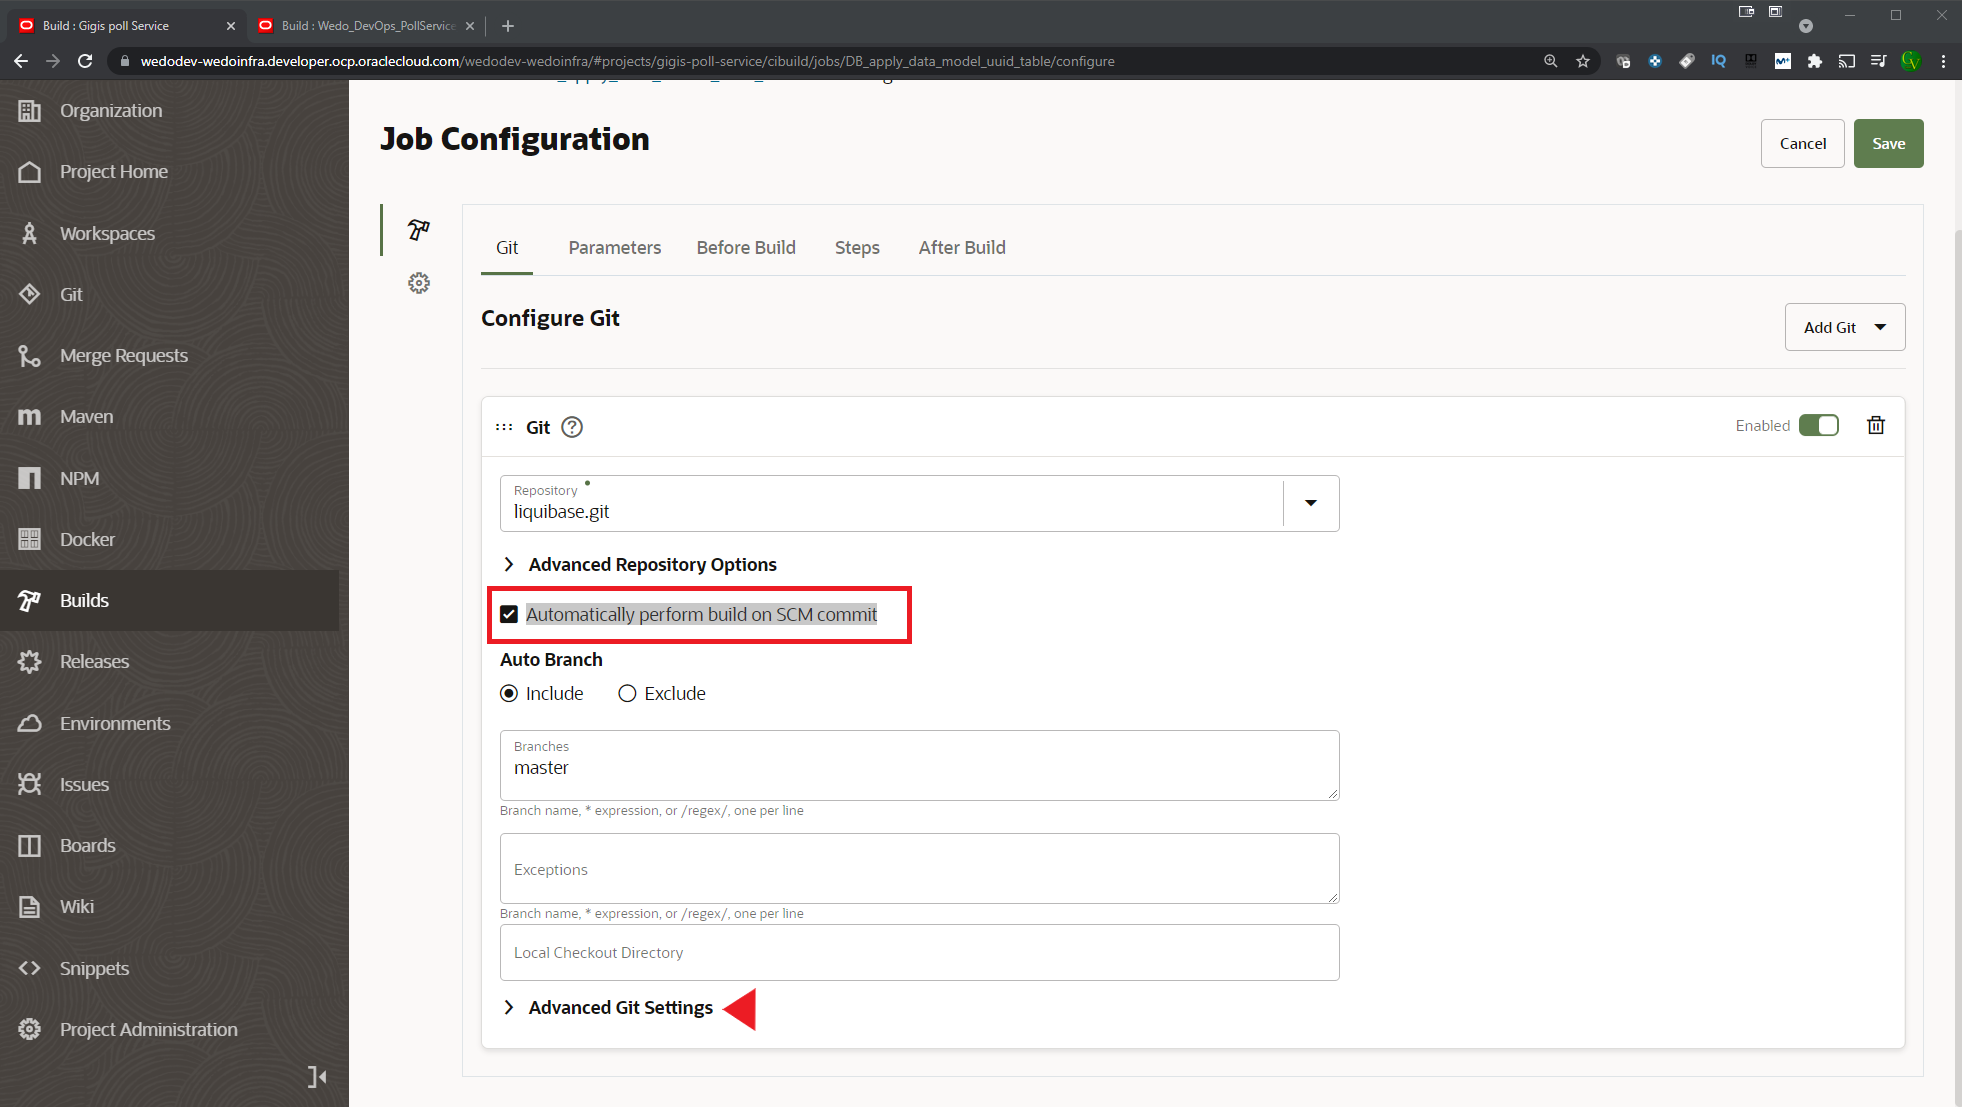 Build : Gigis poll Service
Build : Wedo_DevOps_PollService
wedodev-wedoinfra.developer.ocp.oraclecloud.com/wedodev-wedoinfra/#projects/gigis-poll-service/cibuild/jobs/DB_apply_data_model_uuid_table/configure
IQ
Organization
Project Home
Workspaces
Git
Merge Requests
Maven
NPM
Docker
Builds
Releases
Environments
Issues
Boards
Wiki
Snippets
Project Administration
Job Configuration
Cancel
Save
Git
Parameters
Before Build
Steps
After Build
Configure Git
Add Git
Git
Enabled
Repository
liquibase.git
Advanced Repository Options
Automatically perform build on SCM commit
Auto Branch
Include
Exclude
Branches
master
Branch name, * expression, or /regex/, one per line
Exceptions
Branch name, * expression, or /regex/, one per line
Local Checkout Directory
Advanced Git Settings